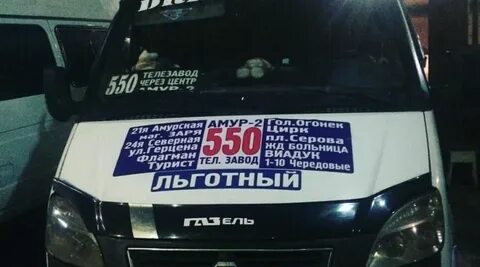 550 ТЕЛЕЗАВОД
ЧЕРЕЗ ЦЕНТР
АМУР-2
21я Амурская
маг. ЗАРЯ
24я Северная
ул. Герцена
Флагман
Турист
АМУР-2
550
ТЕЛ. ЗАВОД
Гол. Огонек
Цирк
пл. Серова
ЖД БОЛЬНИЦА
ВИАДУК
1-10 Чередовые
ЛЬГОТНЫЙ
ГАЗЕЛЬ